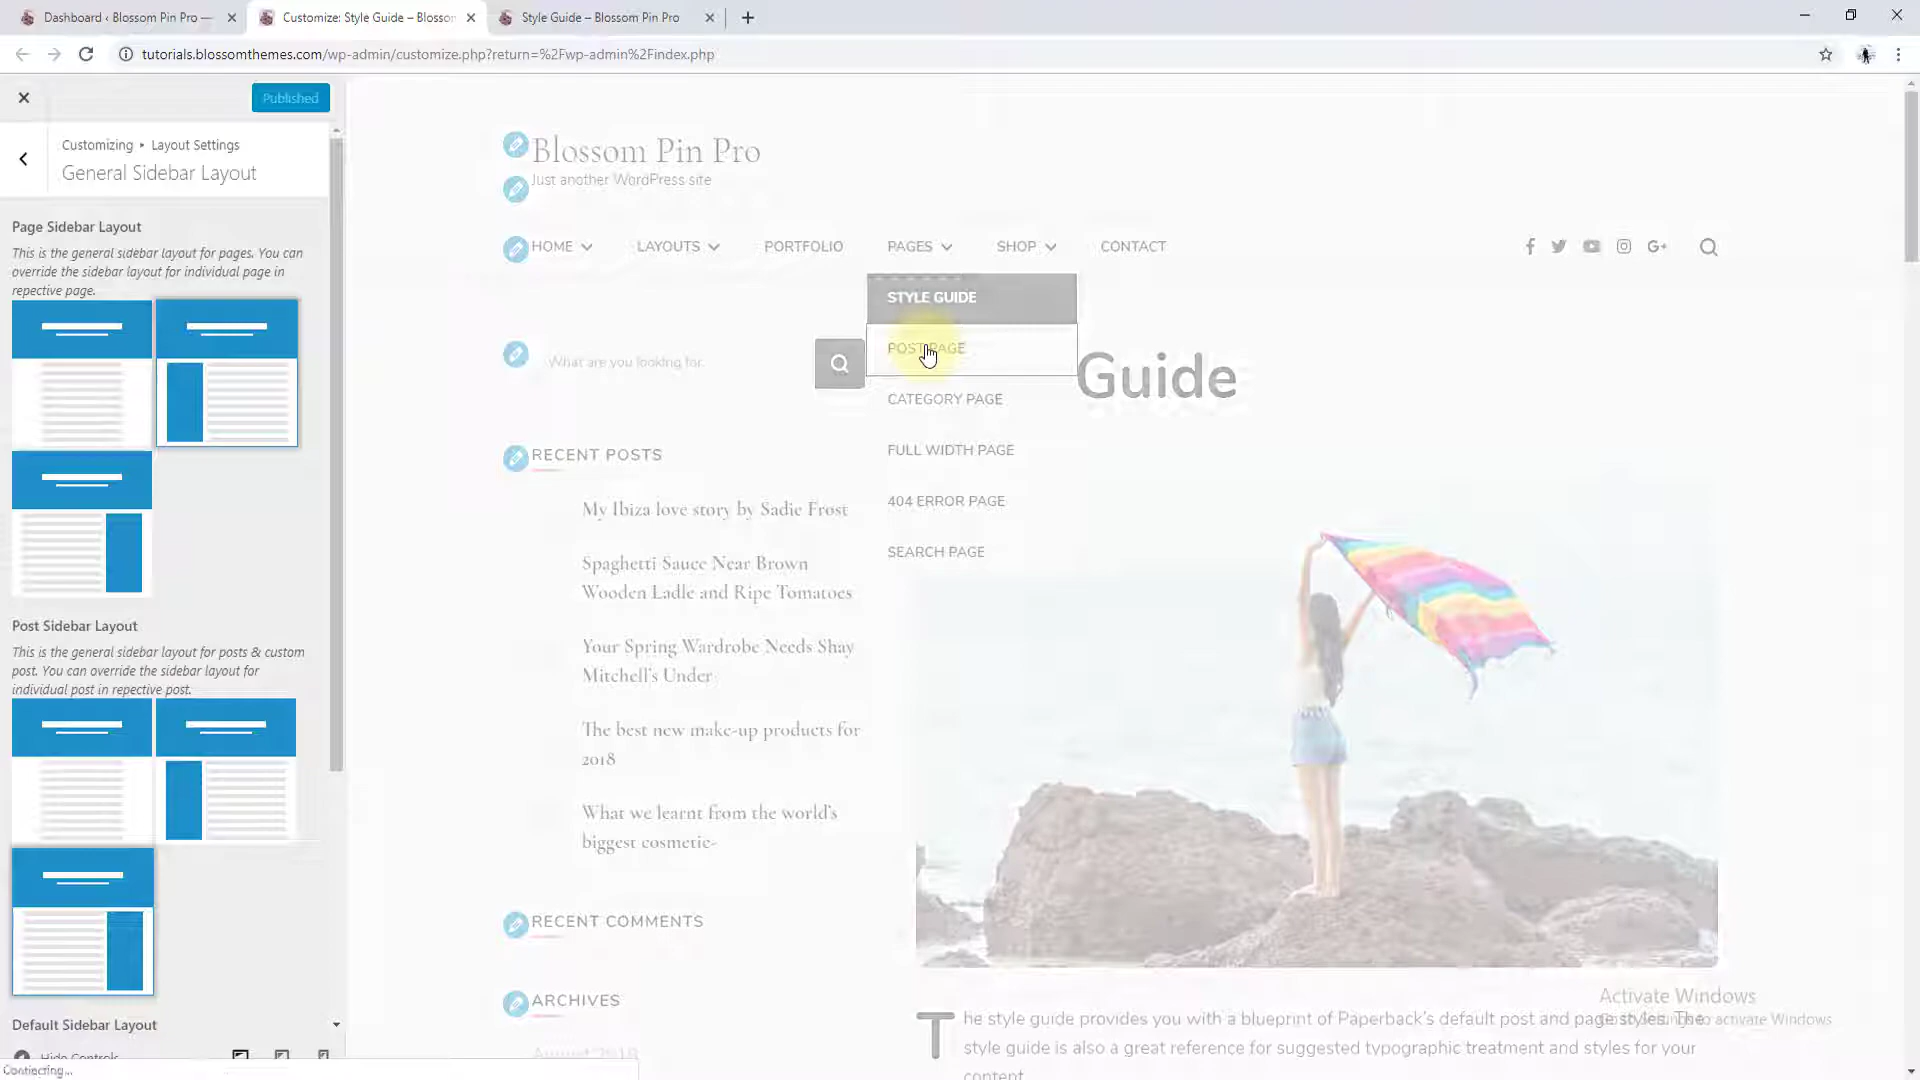 Dashboard ‹ Blossom Pin Pro —
Customize: Style Guide – Blosson
Style Guide – Blossom Pin Pro
tutorials.blossomthemes.com/wp-admin/customize.php?return=%2Fwp-admin%2Findex.php
Published
Customizing ▸ Layout Settings
General Sidebar Layout
Page Sidebar Layout
This is the general sidebar layout for pages. You can
override the sidebar layout for individual page in
repective page.
Post Sidebar Layout
This is the general sidebar layout for posts & custom
post. You can override the sidebar layout for
individual post in repective post.
Default Sidebar Layout
Hide Controls
Connecting...
Blossom Pin Pro
Just another WordPress site
HOME
LAYOUTS
PORTFOLIO
PAGES
SHOP
CONTACT
STYLE GUIDE
POST PAGE
CATEGORY PAGE
FULL WIDTH PAGE
404 ERROR PAGE
SEARCH PAGE
What are you looking for.
Guide
RECENT POSTS
My Ibiza love story by Sadie Frost
Spaghetti Sauce Near Brown
Wooden Ladle and Ripe Tomatoes
Your Spring Wardrobe Needs Shay
Mitchell's Under
The best new make-up products for
2018
What we learnt from the world's
biggest cosmetic-
RECENT COMMENTS
ARCHIVES
August 2018
The style guide provides you with a blueprint of Paperback's default post and page styles. The
style guide is also a great reference for suggested typographic treatment and styles for your
content.
Activate Windows
to activate Windows